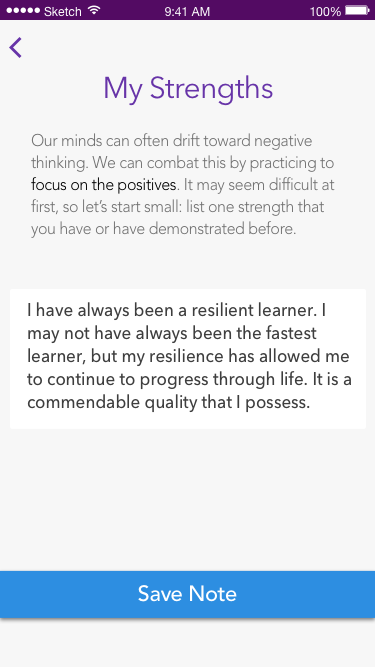 Sketch 9:41 AM 100%
My Strengths
Our minds can often drift toward negative
thinking. We can combat this by practicing to
focus on the positives. It may seem difficult at
first, so let's start small: list one strength that
you have or have demonstrated before.
I have always been a resilient learner. I
may not have always been the fastest
learner, but my resilience has allowed me
to continue to progress through life. It is a
commendable quality that I possess.
Save Note